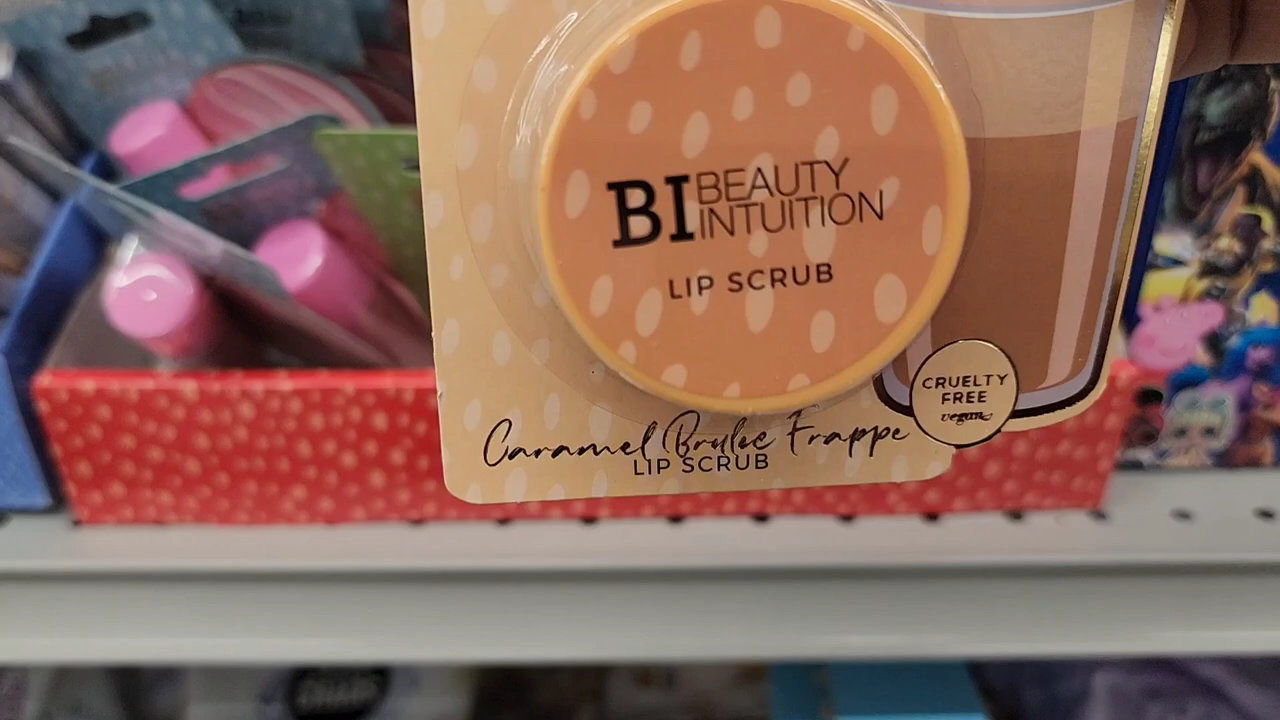 BI BEAUTY
INTUITION
LIP SCRUB
CRUELTY
FREE
vegan
Caramel Brulee Frappe
LIP SCRUB